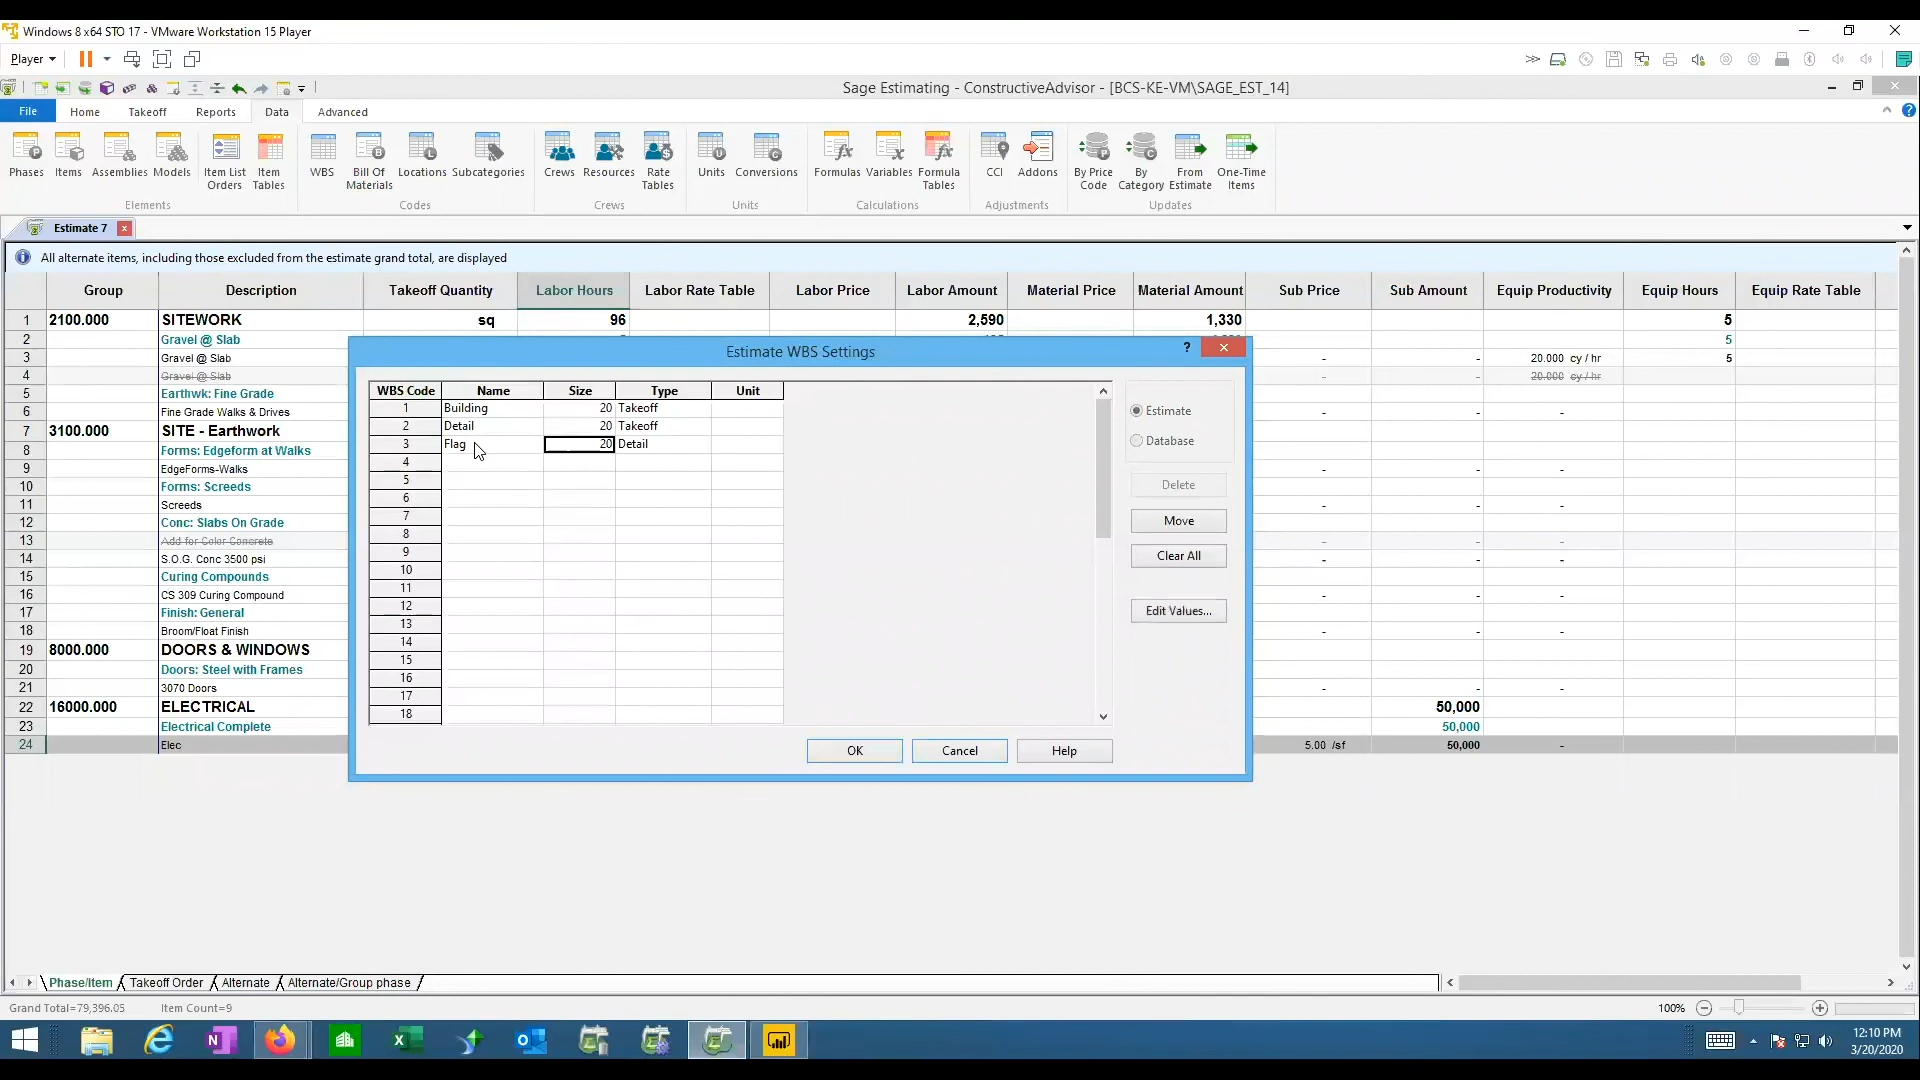 Windows 8 x64 STO 17 - VMware Workstation 15 Player
Player
Sage Estimating - ConstructiveAdvisor - [BCS-KE-VM\SAGE_EST_14]
File Home Takeoff Reports Data Advanced
Phases Items Assemblies Models Item List Orders Item Tables WBS Bill Of Materials Locations Subcategories Crews Resources Rate Tables Units Conversions Formulas Variables Formula Tables CCI Addons By Price Code By Category From Estimate One-Time Items
Elements Codes Crews Units Calculations Adjustments Updates
Estimate 7
All alternate items, including those excluded from the estimate grand total, are displayed
Group Description Takeoff Quantity Labor Hours Labor Rate Table Labor Price Labor Amount Material Price Material Amount Sub Price Sub Amount Equip Productivity Equip Hours Equip Rate Table
1 2100.000 SITEWORK sq 96 2,590 1,330 5
2 Gravel @ Slab 5
3 Gravel @ Slab - - 20.000 cy / hr 5
4 Gravel @ Slab - - 20.000 cy / hr
5 Earthwk: Fine Grade
6 Fine Grade Walks & Drives - -
7 3100.000 SITE - Earthwork
8 Forms: Edgeform at Walks
9 EdgeForms-Walks - -
10 Forms: Screeds
11 Screeds - -
12 Conc: Slabs On Grade
13 Add for Color Concrete - -
14 S.O.G. Conc 3500 psi - -
15 Curing Compounds
16 CS 309 Curing Compound - -
17 Finish: General
18 Broom/Float Finish - -
19 8000.000 DOORS & WINDOWS
20 Doors: Steel with Frames
21 3070 Doors - -
22 16000.000 ELECTRICAL 50,000
23 Electrical Complete 50,000
24 Elec 5.00 /sf 50,000 -
Estimate WBS Settings
?
WBS Code Name Size Type Unit
1 Building 20 Takeoff
2 Detail 20 Takeoff
3 Flag 20 Detail
4
5
6
7
8
9
10
11
12
13
14
15
16
17
18
Estimate
Database
Delete
Move
Clear All
Edit Values...
OK Cancel Help
Phase/Item Takeoff Order Alternate Alternate/Group phase
Grand Total=79,396.05 Item Count=9 100%
12:10 PM
3/20/2020